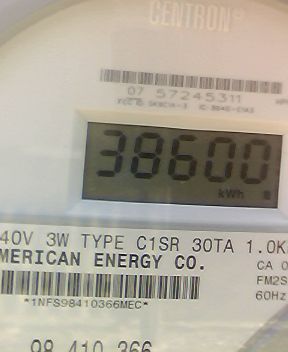 CENTRON®
07 57245311
38600
kWh
40V 3W TYPE C1SR 30TA 1.0K
MERICAN ENERGY CO.
CA 0
FM2S
60Hz
*1NFS98410366MEC*
98 410 366